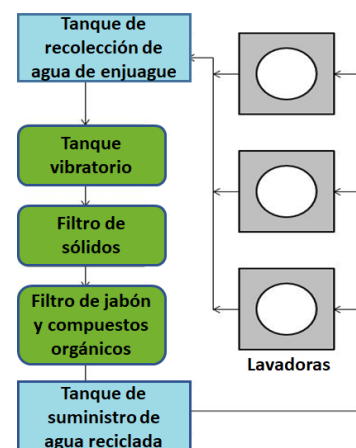 Tanque de
recolección de
agua de enjuague
Tanque
vibratorio
Filtro de
sólidos
Filtro de jabón
y compuestos
orgánicos
Lavadoras
Tanque de
suministro de
agua reciclada